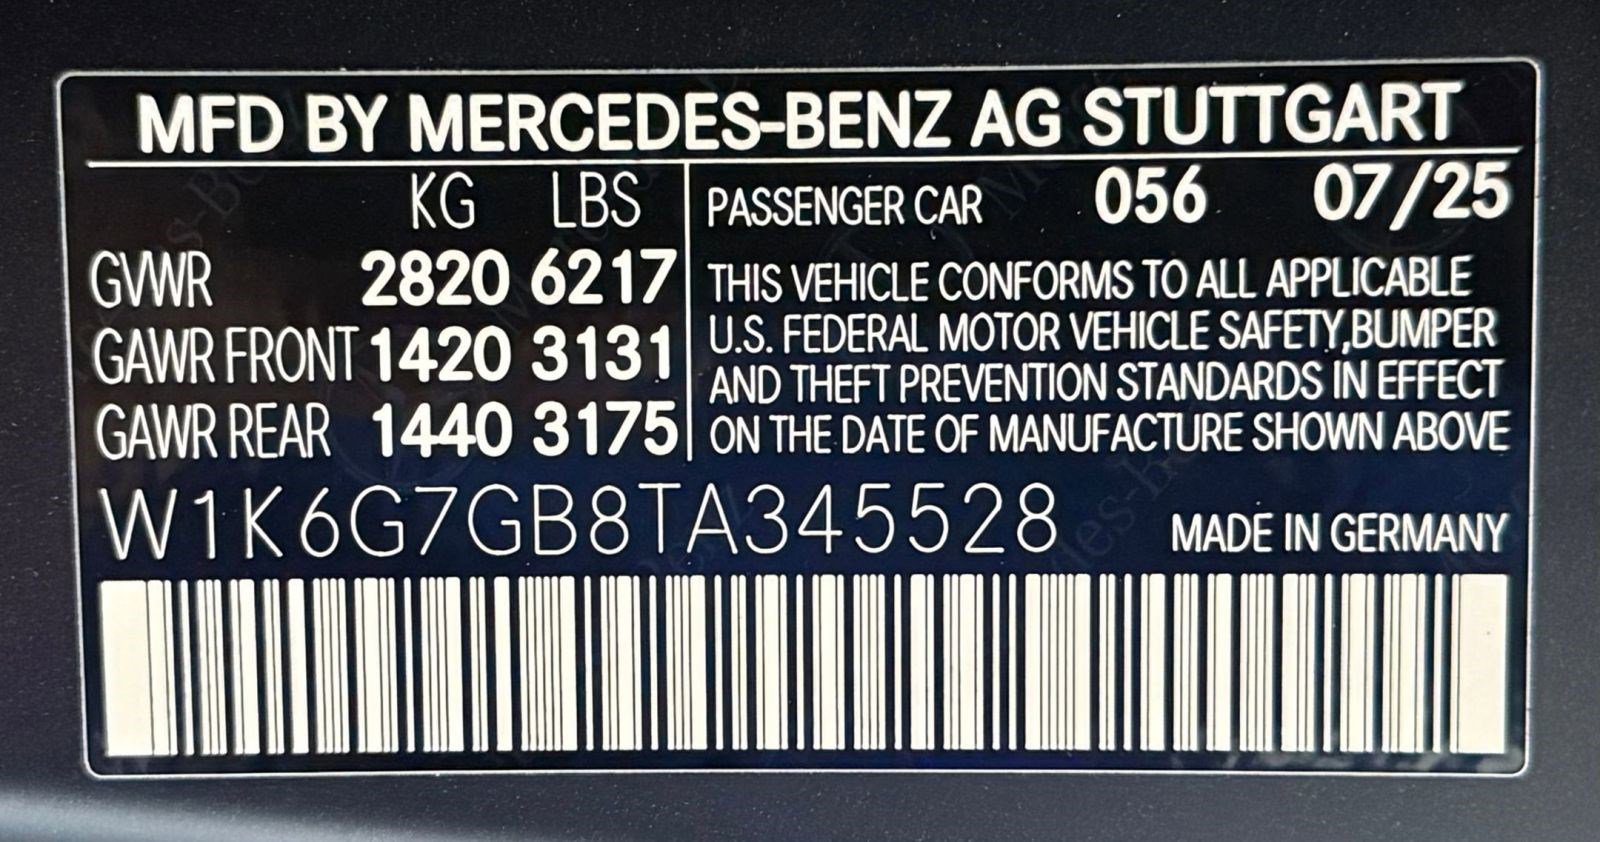 MFD BY MERCEDES-BENZ AG STUTTGART
KG LBS
GVWR 2820 6217
GAWR FRONT 1420 3131
GAWR REAR 1440 3175
PASSENGER CAR 056 07/25
THIS VEHICLE CONFORMS TO ALL APPLICABLE
U.S. FEDERAL MOTOR VEHICLE SAFETY,BUMPER
AND THEFT PREVENTION STANDARDS IN EFFECT
ON THE DATE OF MANUFACTURE SHOWN ABOVE
W1K6G7GB8TA345528
MADE IN GERMANY